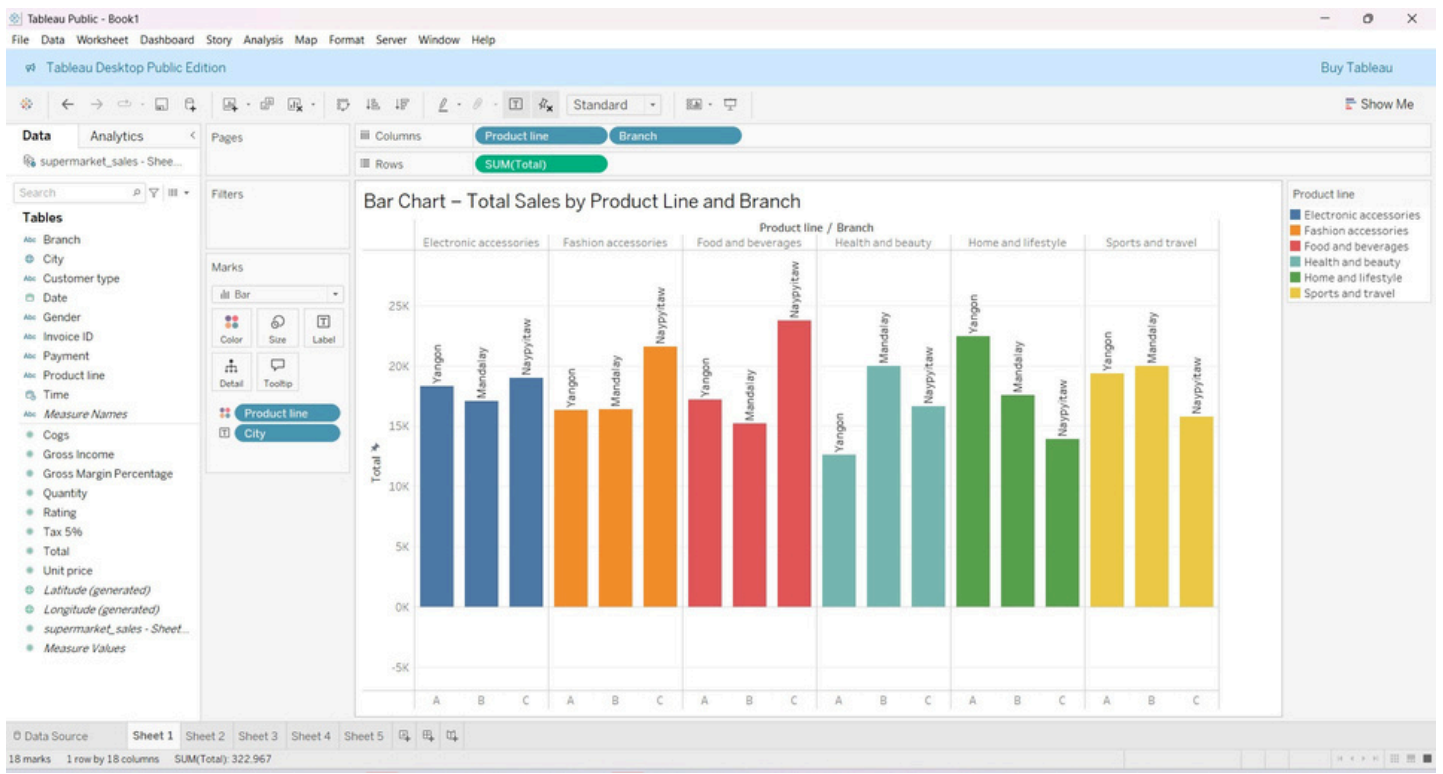 Tableau Public - Book1
File Data Worksheet Dashboard Story Analysis Map Format Server Window Help
Tableau Desktop Public Edition Buy Tableau
Standard Show Me
Data Analytics
supermarket_sales - Shee...
Search
Tables
Abc Branch
City
Abc Customer type
Date
Abc Gender
Abc Invoice ID
Abc Payment
Abc Product line
Time
Abc Measure Names
Cogs
Gross Income
Gross Margin Percentage
Quantity
Rating
Tax 5%
Total
Unit price
Latitude (generated)
Longitude (generated)
supermarket_sales - Sheet...
Measure Values
Pages
Filters
Marks
Bar
Color Size Label
Detail Tooltip
Product line
City
Columns Product line Branch
Rows SUM(Total)
Bar Chart – Total Sales by Product Line and Branch
Product line / Branch
Electronic accessories Fashion accessories Food and beverages Health and beauty Home and lifestyle Sports and travel
Total
25K
20K
15K
10K
5K
0K
-5K
Yangon Mandalay Naypyitaw Yangon Mandalay Naypyitaw Yangon Mandalay Naypyitaw Yangon Mandalay Naypyitaw Yangon Mandalay Naypyitaw Yangon Mandalay Naypyitaw
A B C A B C A B C A B C A B C A B C
Product line
Electronic accessories
Fashion accessories
Food and beverages
Health and beauty
Home and lifestyle
Sports and travel
Data Source Sheet 1 Sheet 2 Sheet 3 Sheet 4 Sheet 5
18 marks 1 row by 18 columns SUM(Total): 322.967